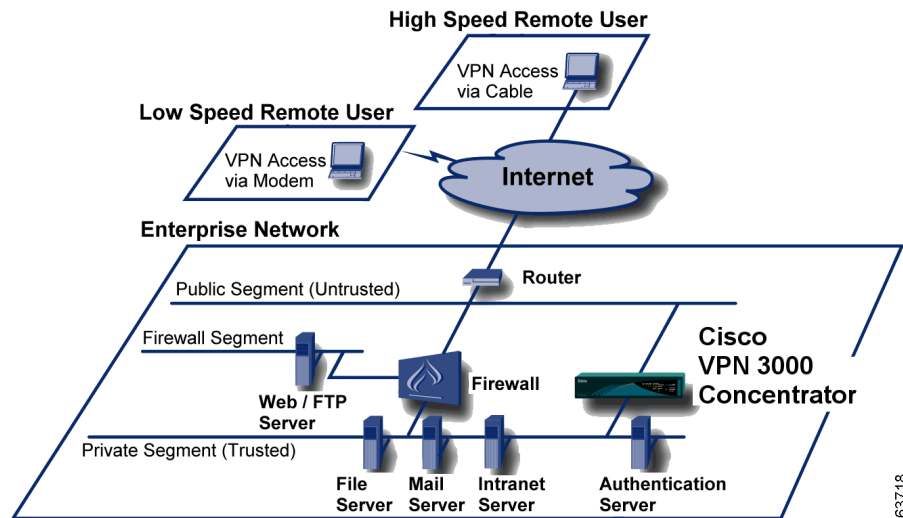 High Speed Remote User
VPN Access
via Cable
Low Speed Remote User
VPN Access
via Modem
Internet
Enterprise Network
Router
Public Segment (Untrusted)
Firewall Segment
Cisco
VPN 3000
Concentrator
Firewall
Web / FTP
Server
Private Segment (Trusted)
File
Server
Mail
Server
Intranet
Server
Authentication
Server
63718